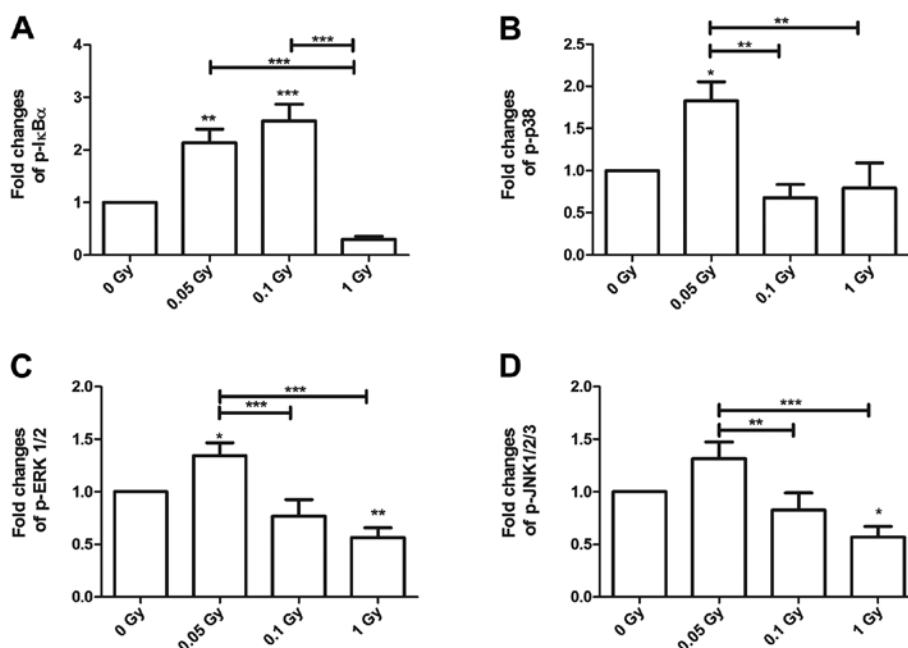 A
Fold changes
of p-IκBα
4
3
2
1
0
***
***
**
***
0 Gy
0.05 Gy
0.1 Gy
1 Gy
B
Fold changes
of p-p38
2.5
2.0
1.5
1.0
0.5
0.0
**
**
*
0 Gy
0.05 Gy
0.1 Gy
1 Gy
C
Fold changes
of p-ERK 1/2
2.0
1.5
1.0
0.5
0.0
***
***
*
**
0 Gy
0.05 Gy
0.1 Gy
1 Gy
D
Fold changes
of p-JNK1/2/3
2.0
1.5
1.0
0.5
0.0
***
**
*
0 Gy
0.05 Gy
0.1 Gy
1 Gy